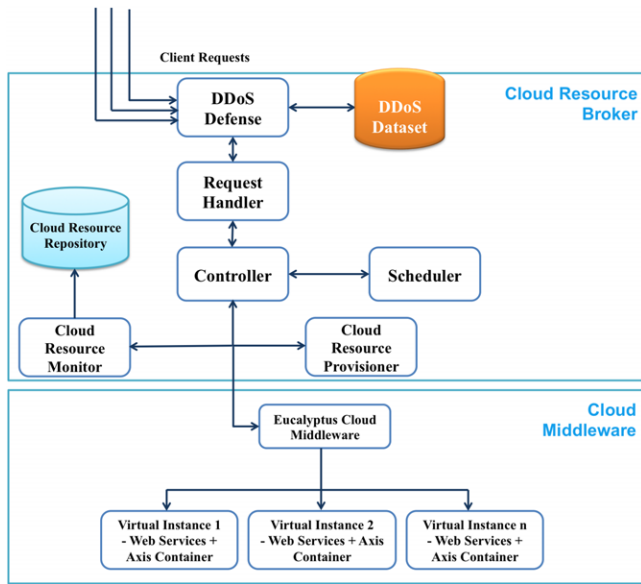 Client Requests
Cloud Resource
Broker
DDoS
Defense
DDoS
Dataset
Request
Handler
Cloud Resource
Repository
Controller
Scheduler
Cloud
Resource
Monitor
Cloud
Resource
Provisioner
Cloud
Middleware
Eucalyptus Cloud
Middleware
Virtual Instance 1
- Web Services +
Axis Container
Virtual Instance 2
- Web Services + Axis
Container
Virtual Instance n
- Web Services +
Axis Container